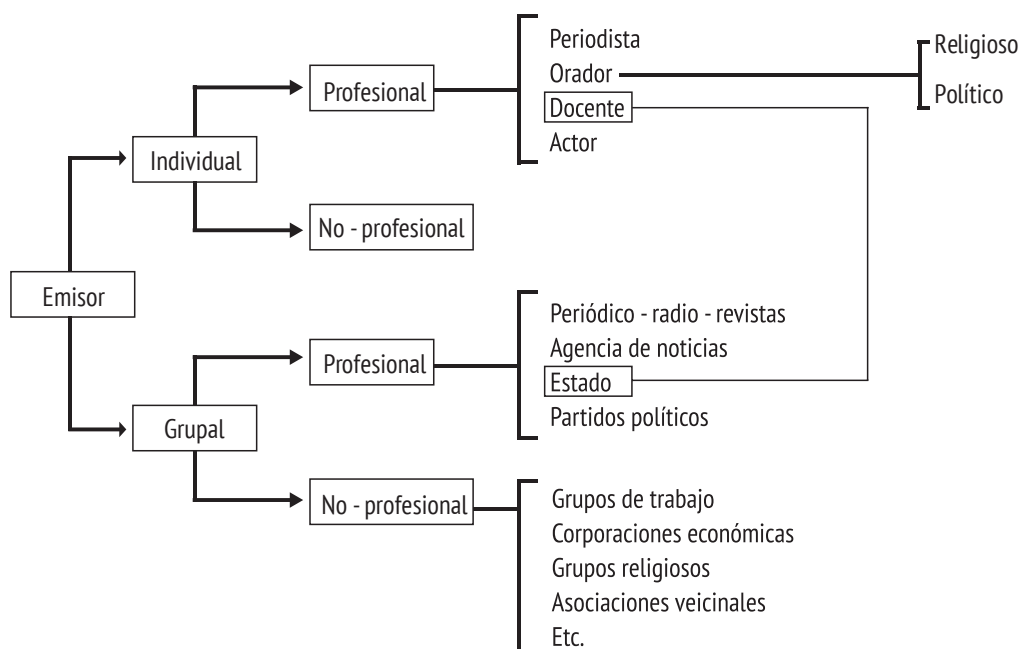 Emisor
Individual
Profesional
Periodista
Orador
Docente
Actor
Religioso
Político
No - profesional
Grupal
Profesional
Periódico - radio - revistas
Agencia de noticias
Estado
Partidos políticos
No - profesional
Grupos de trabajo
Corporaciones económicas
Grupos religiosos
Asociaciones veicinales
Etc.